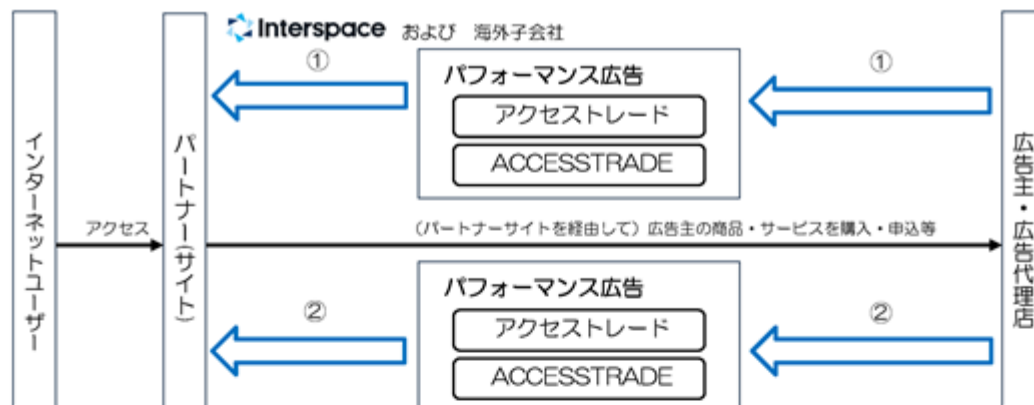 Interspace および 海外子会社
インターネットユーザー
アクセス
パートナー(サイト)
①
パフォーマンス広告
アクセストレード
ACCESSTRADE
①
(パートナーサイトを経由して)広告主の商品・サービスを購入・申込等
②
パフォーマンス広告
アクセストレード
ACCESSTRADE
②
広告主・広告代理店